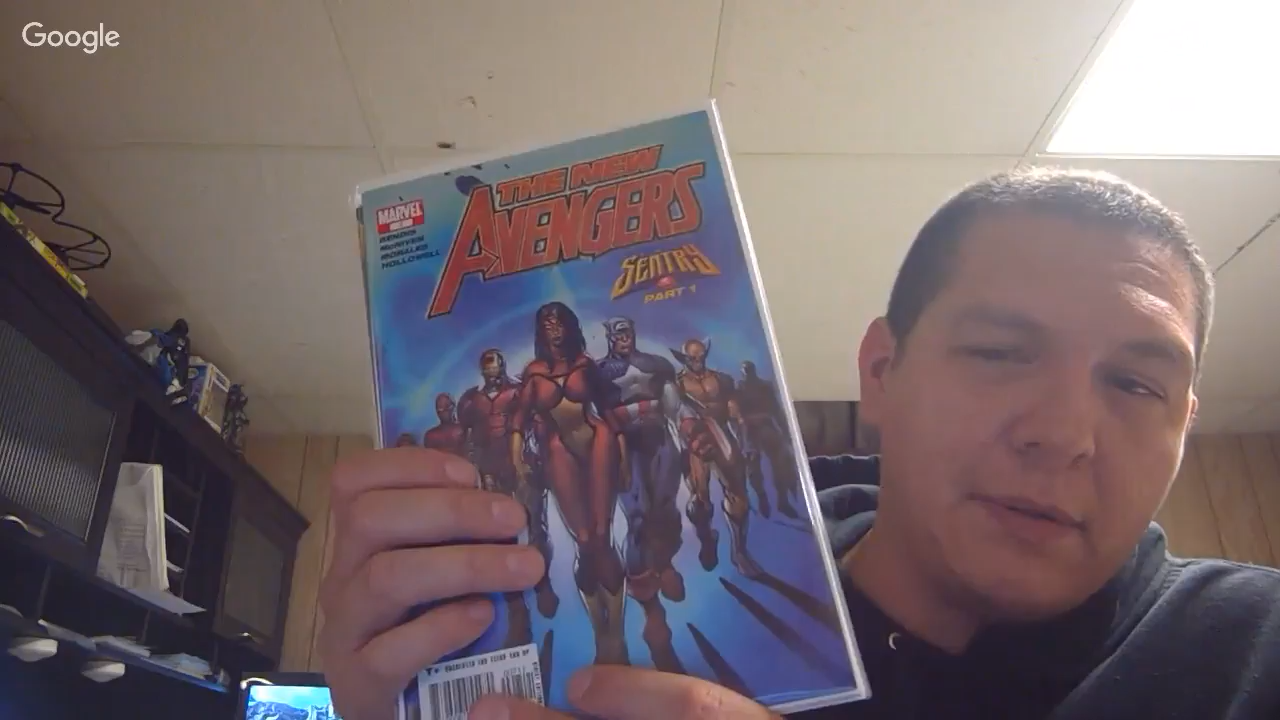 Google
THE NEW
AVENGERS
MARVEL
BENDIS
McNIVEN
MORALES
HOLLOWELL
SENTRY
PART 1